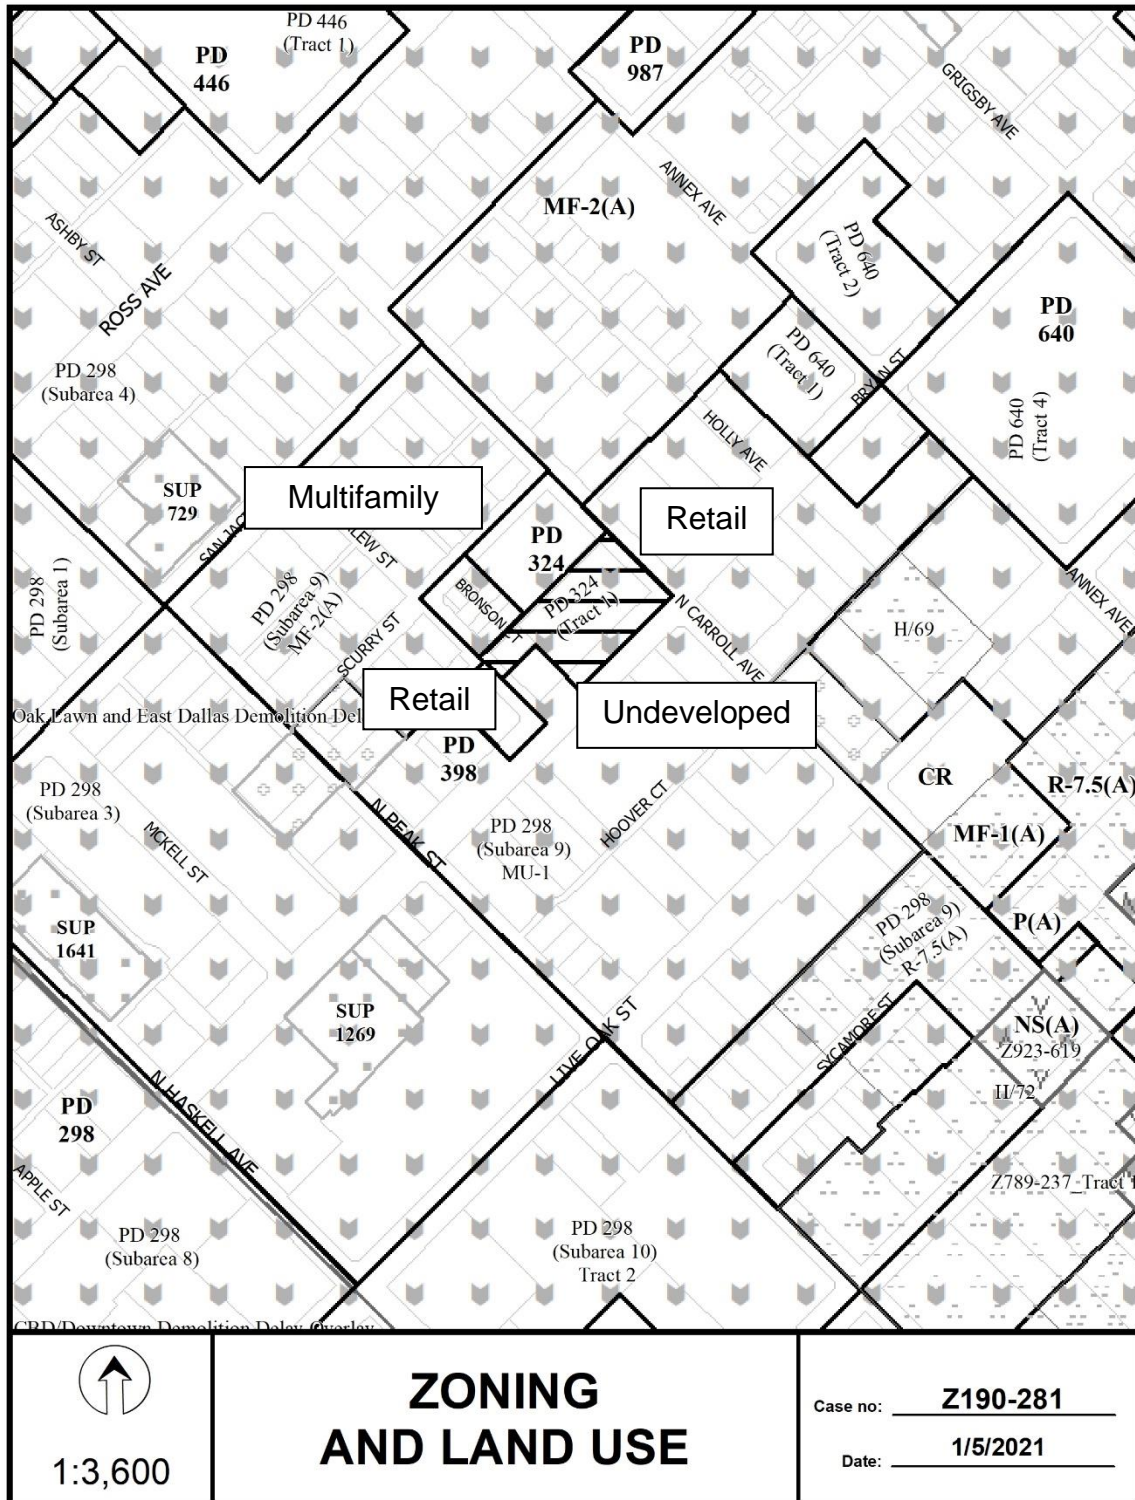 PD 446
(Tract 1)
PD
446
PD
987
GRIGSBY AVE
ANNEX AVE
MF-2(A)
ASHBY ST
ROSS AVE
PD 640
(Tract 2)
PD
640
PD 640
(Tract 1)
BRYAN ST
PD 298
(Subarea 4)
PD 640
(Tract 4)
HOLLY AVE
Multifamily
SUP
729
Retail
PD
324
PD 324
(Tract 1)
BRONSON CT
PD 298
(Subarea 1)
PD 298
(Subarea 9)
MF-2(A)
SCURRY ST
N CARROLL AVE
H/69
ANNEX AVE
Retail
Undeveloped
Oak Lawn and East Dallas Demolition Del
PD
398
CR
R-7.5(A)
PD 298
(Subarea 3)
MCKELL ST
N PEAK ST
PD 298
(Subarea 9)
MU-1
HOOVER CT
MF-1(A)
PD 298
(Subarea 9)
R-7.5(A)
P(A)
SUP
1641
SUP
1269
LIVE OAK ST
SYCAMORE ST
NS(A)
Z923-619
H/72
N HASKELL AVE
PD
298
APPLE ST
Z789-237_Tract
PD 298
(Subarea 8)
PD 298
(Subarea 10)
Tract 2
CBD/Downtown Demolition Delay Overlay
1:3,600
ZONING
AND LAND USE
Case no: Z190-281
Date: 1/5/2021